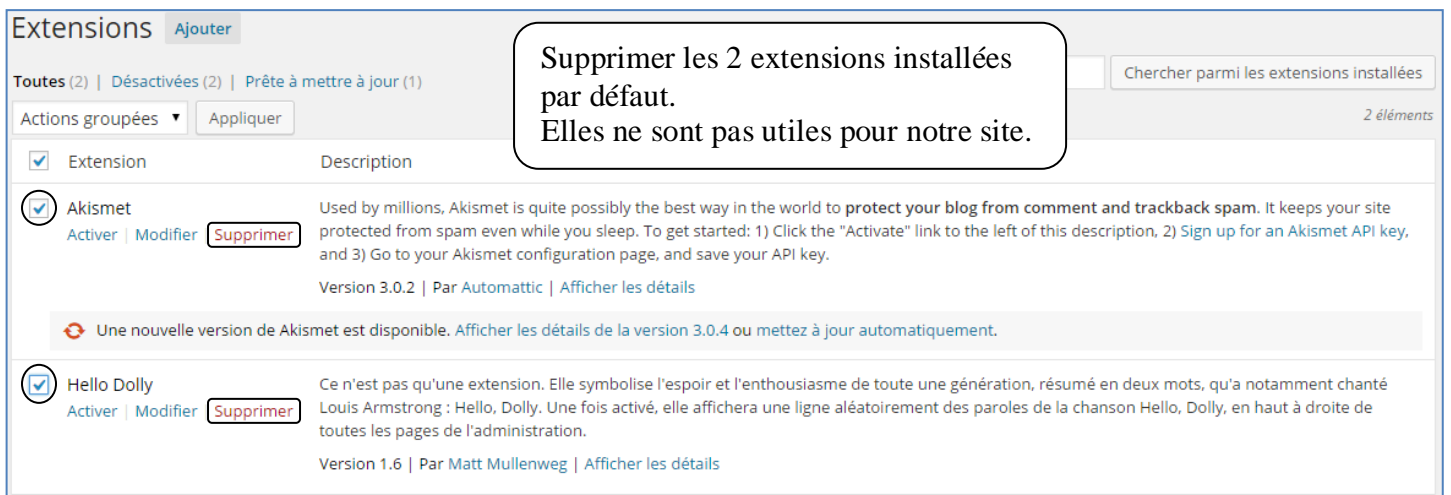 Extensions Ajouter
Supprimer les 2 extensions installées
par défaut.
Elles ne sont pas utiles pour notre site.
Toutes (2) | Désactivées (2) | Prête à mettre à jour (1)
Chercher parmi les extensions installées
Actions groupées Appliquer
2 éléments
Extension Description
Akismet
Activer | Modifier Supprimer
Used by millions, Akismet is quite possibly the best way in the world to protect your blog from comment and trackback spam. It keeps your site
protected from spam even while you sleep. To get started: 1) Click the "Activate" link to the left of this description, 2) Sign up for an Akismet API key,
and 3) Go to your Akismet configuration page, and save your API key.
Version 3.0.2 | Par Automattic | Afficher les détails
Une nouvelle version de Akismet est disponible. Afficher les détails de la version 3.0.4 ou mettez à jour automatiquement.
Hello Dolly
Activer | Modifier Supprimer
Ce n'est pas qu'une extension. Elle symbolise l'espoir et l'enthousiasme de toute une génération, résumé en deux mots, qu'a notamment chanté
Louis Armstrong : Hello, Dolly. Une fois activé, elle affichera une ligne aléatoirement des paroles de la chanson Hello, Dolly, en haut à droite de
toutes les pages de l'administration.
Version 1.6 | Par Matt Mullenweg | Afficher les détails